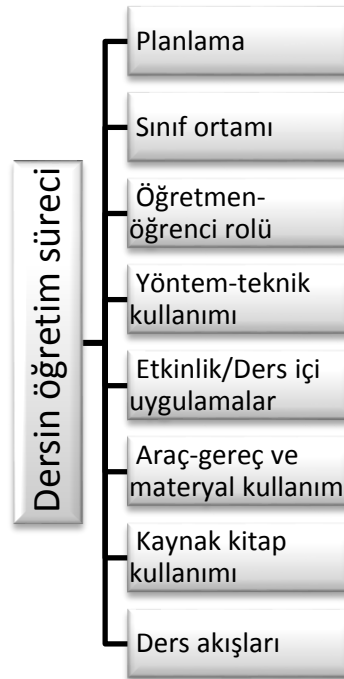 Dersin öğretim süreci
Planlama
Sınıf ortamı
Öğretmen-
öğrenci rolü
Yöntem-teknik
kullanımı
Etkinlik/Ders içi
uygulamalar
Araç-gereç ve
materyal kullanım
Kaynak kitap
kullanımı
Ders akışları